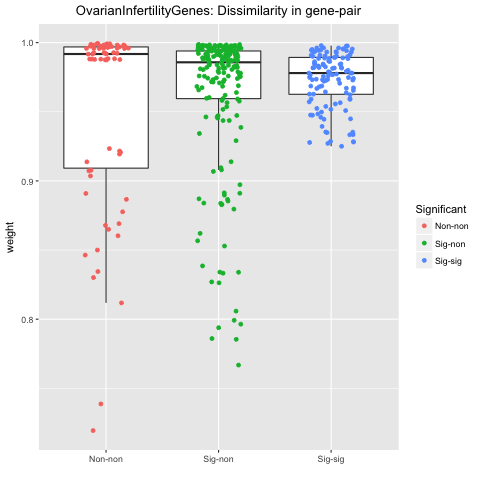 OvarianInfertilityGenes: Dissimilarity in gene-pair
weight
1.0
0.9
0.8
Non-non
Sig-non
Sig-sig
Significant
Non-non
Sig-non
Sig-sig